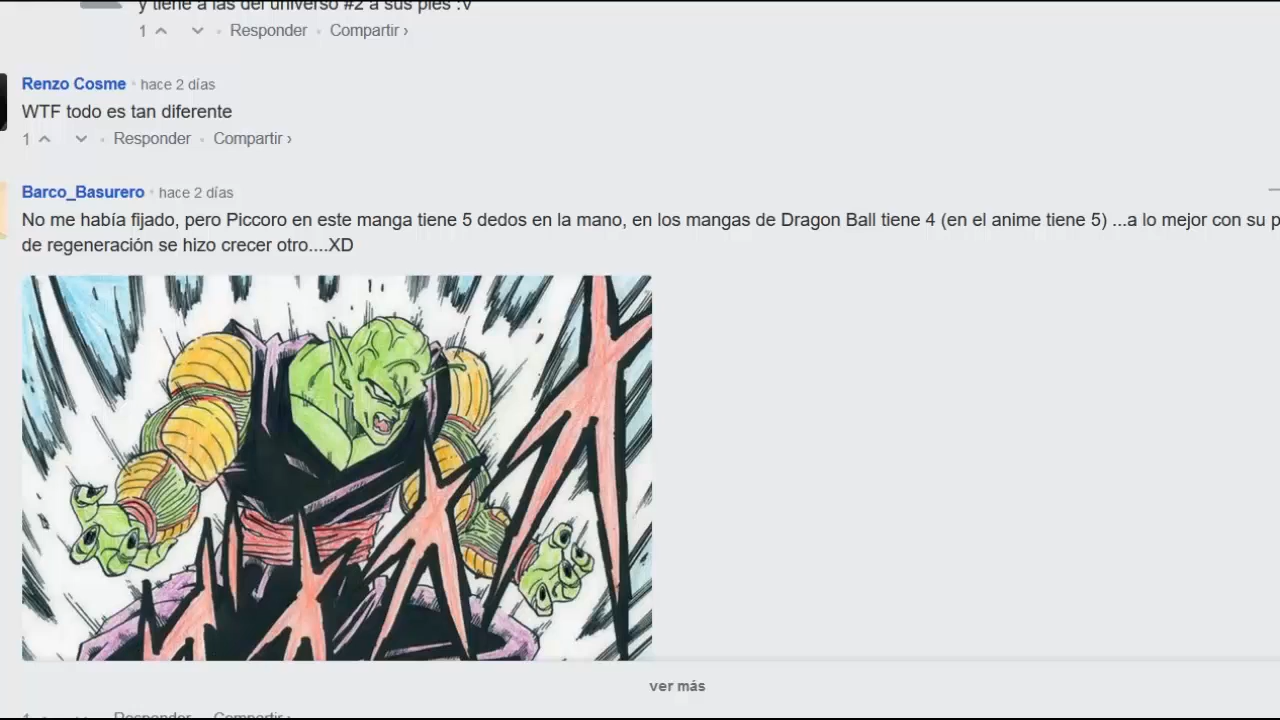 y tiene a las del universo #2 a sus pies :v
1 Responder Compartir ›
Renzo Cosme · hace 2 días
WTF todo es tan diferente
1 Responder Compartir ›
Barco_Basurero · hace 2 días
No me había fijado, pero Piccoro en este manga tiene 5 dedos en la mano, en los mangas de Dragon Ball tiene 4 (en el anime tiene 5) ...a lo mejor con su p
de regeneración se hizo crecer otro....XD
ver más
Responder Compartir ›